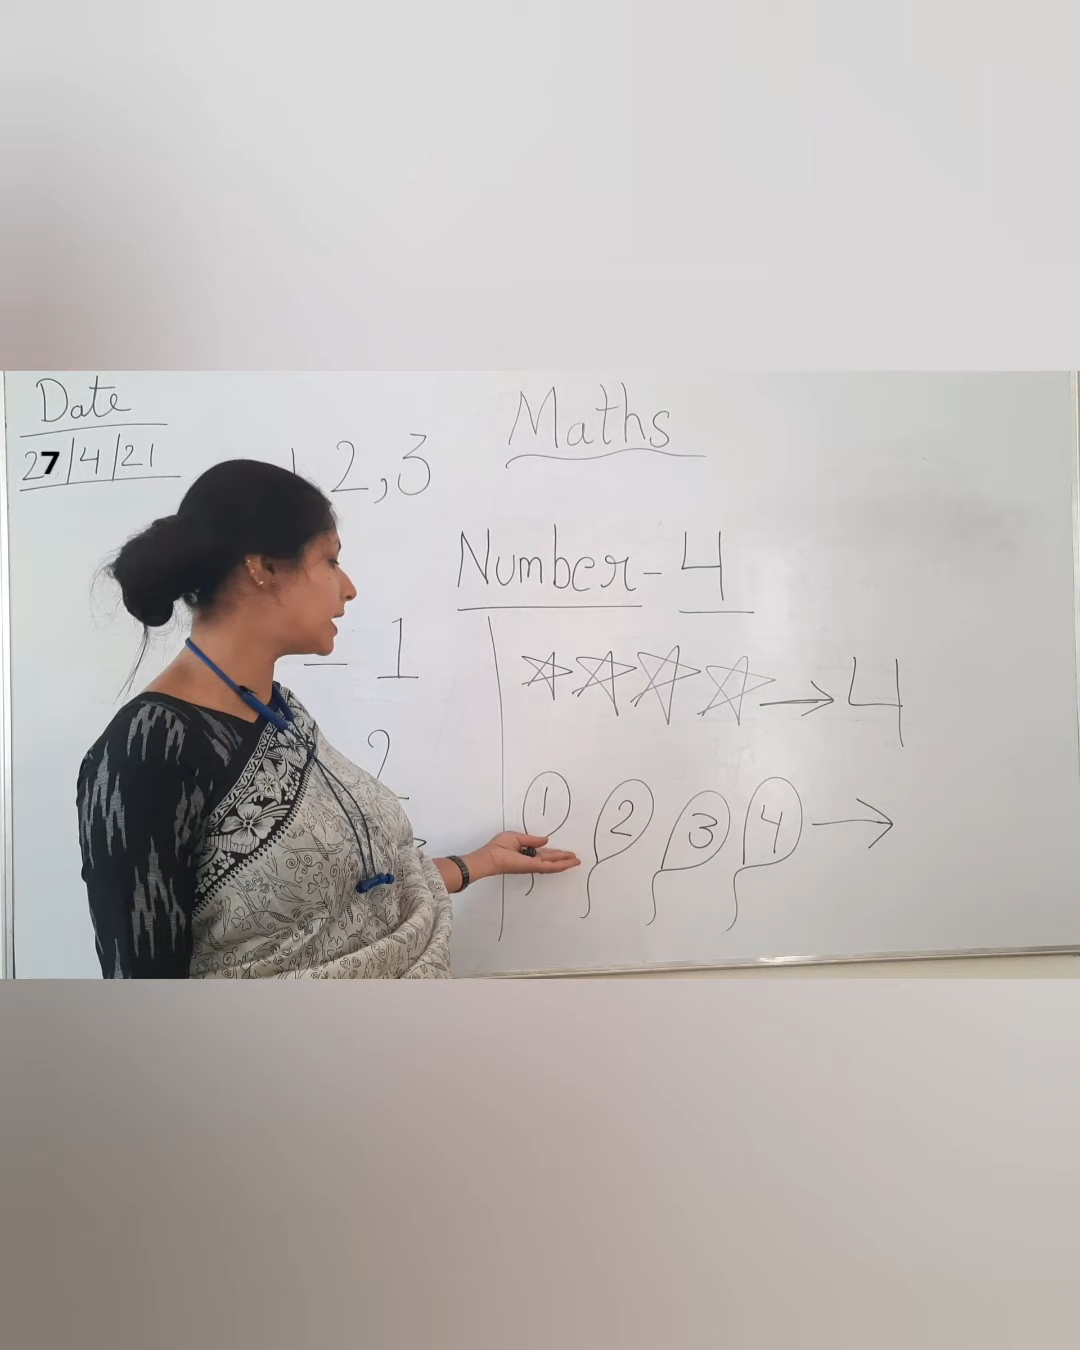 Date
27/4/21
1, 2, 3
Maths
Number - 4
- 1
2
→ 4
1 2 3 4 →